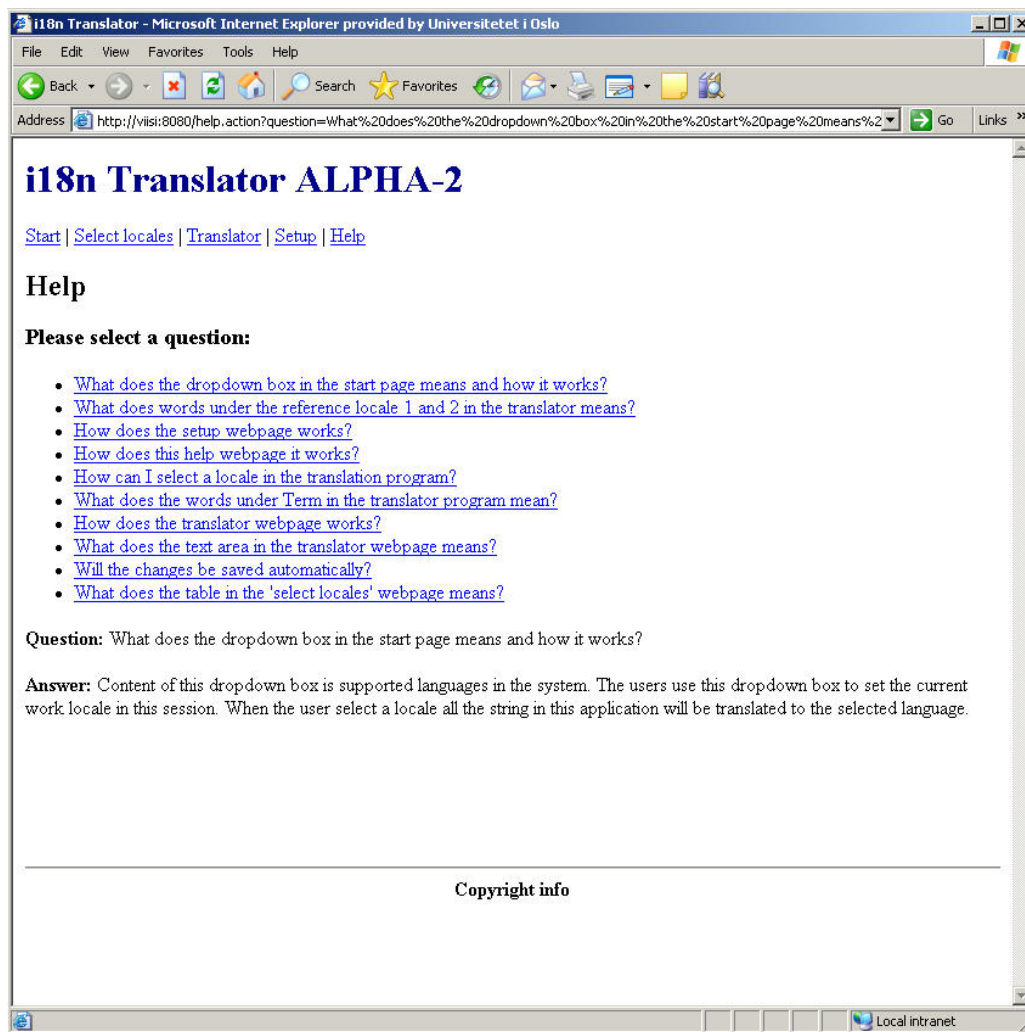 i18n Translator - Microsoft Internet Explorer provided by Universitetet i Oslo
File Edit View Favorites Tools Help
Back Search Favorites
Address http://viisi:8080/help.action?question=What%20does%20the%20dropdown%20box%20in%20the%20start%20page%20means%2 Go Links »
i18n Translator ALPHA-2
Start | Select locales | Translator | Setup | Help
Help
Please select a question:
• What does the dropdown box in the start page means and how it works?
• What does words under the reference locale 1 and 2 in the translator means?
• How does the setup webpage works?
• How does this help webpage it works?
• How can I select a locale in the translation program?
• What does the words under Term in the translator program mean?
• How does the translator webpage works?
• What does the text area in the translator webpage means?
• Will the changes be saved automatically?
• What does the table in the 'select locales' webpage means?
Question: What does the dropdown box in the start page means and how it works?
Answer: Content of this dropdown box is supported languages in the system. The users use this dropdown box to set the current
work locale in this session. When the user select a locale all the string in this application will be translated to the selected language.
Copyright info
Local intranet